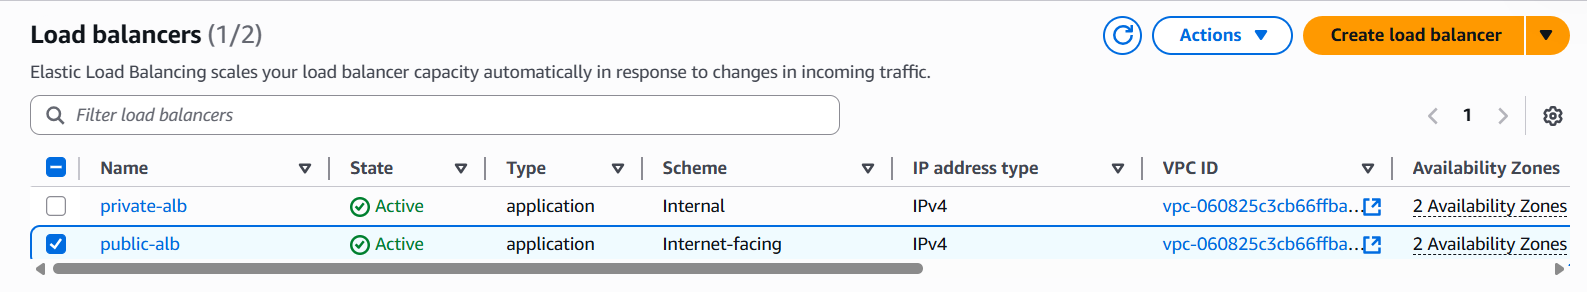 Load balancers (1/2)
Actions
Create load balancer
Elastic Load Balancing scales your load balancer capacity automatically in response to changes in incoming traffic.
Filter load balancers
1
Name State Type Scheme IP address type VPC ID Availability Zones
private-alb Active application Internal IPv4 vpc-060825c3cb66ffba... 2 Availability Zones
public-alb Active application Internet-facing IPv4 vpc-060825c3cb66ffba... 2 Availability Zones